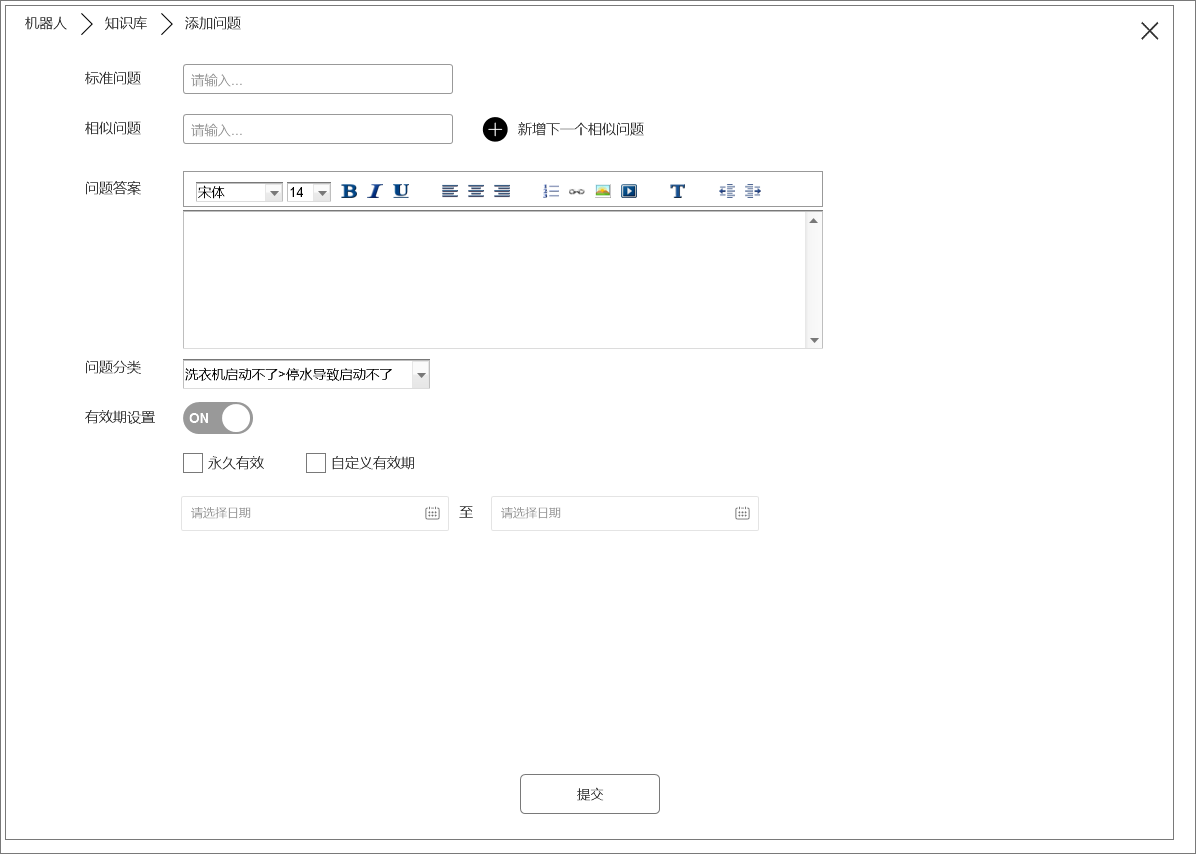 机器人 知识库 添加问题
标准问题 请输入...
相似问题 请输入... 新增下一个相似问题
问题答案 宋体 14 B I U T
问题分类 洗衣机启动不了>停水导致启动不了
有效期设置 ON
永久有效 自定义有效期
请选择日期 至 请选择日期
提交